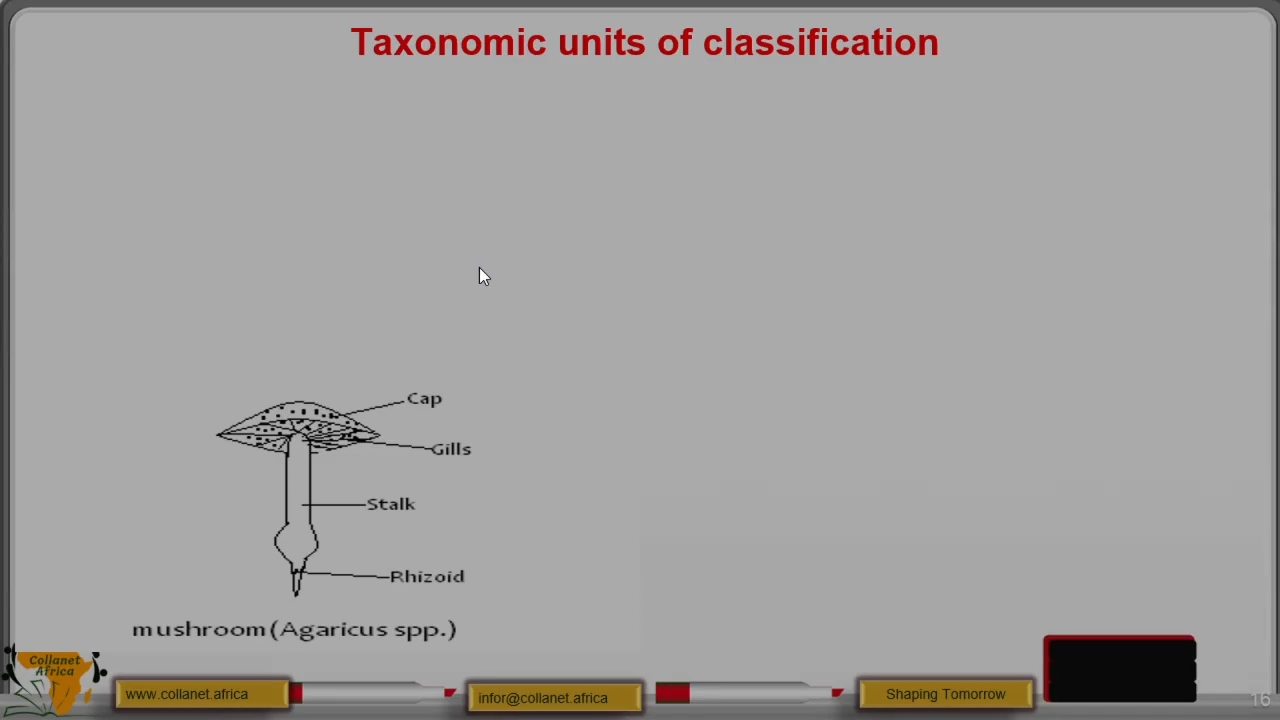 Taxonomic units of classification
Cap
Gills
Stalk
Rhizoid
mushroom (Agaricus spp.)
Collanet
Africa
www.collanet.africa
infor@collanet.africa
Shaping Tomorrow
16